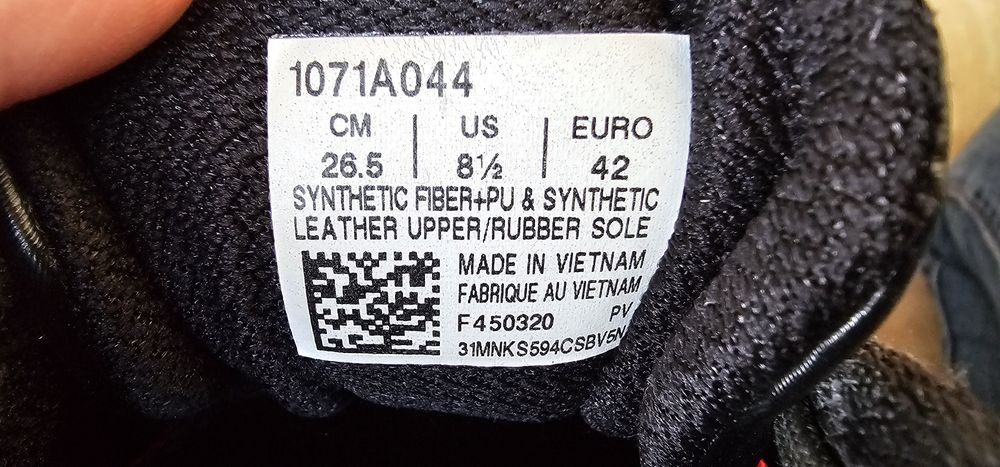 1071A044
CM | US | EURO
26.5 | 8½ | 42
SYNTHETIC FIBER+PU & SYNTHETIC
LEATHER UPPER/RUBBER SOLE
MADE IN VIETNAM
FABRIQUE AU VIETNAM
F450320 PV
31MNKS594CSBV5N